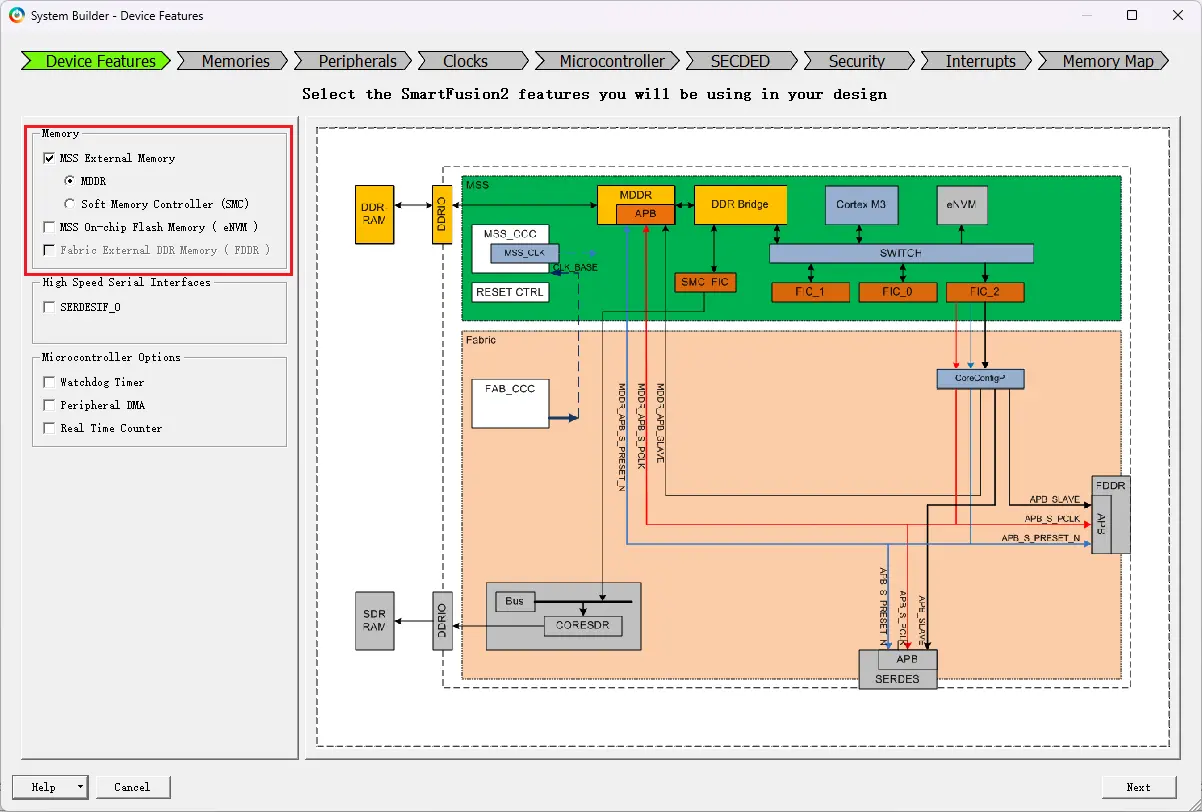 System Builder - Device Features
Device Features
Memories
Peripherals
Clocks
Microcontroller
SECDED
Security
Interrupts
Memory Map
Select the SmartFusion2 features you will be using in your design
Memory
MSS External Memory
MDDR
Soft Memory Controller (SMC)
MSS On-chip Flash Memory ( eNVM )
Fabric External DDR Memory ( FDDR )
High Speed Serial Interfaces
SERDESIF_0
Microcontroller Options
Watchdog Timer
Peripheral DMA
Real Time Counter
MSS
DDR
RAM
DDRIO
MDDR
APB
DDR Bridge
Cortex M3
eNVM
MSS_CCC
MSS_CLK
CLK_BASE
RESET CTRL
SMC_FIC
SWITCH
FIC_1
FIC_0
FIC_2
Fabric
FAB_CCC
CoreConfigP
MDDR_APB_S_PRESET_N
MDDR_APB_S_PCLK
MDDR_APB_SLAVE
FDDR
APB
APB_SLAVE
APB_S_PCLK
APB_S_PRESET_N
SDR
RAM
DDRIO
Bus
CORESDR
APB_S_PRESET_N
APB_S_PCLK
APB_SLAVE
APB
SERDES
Help
Cancel
Next